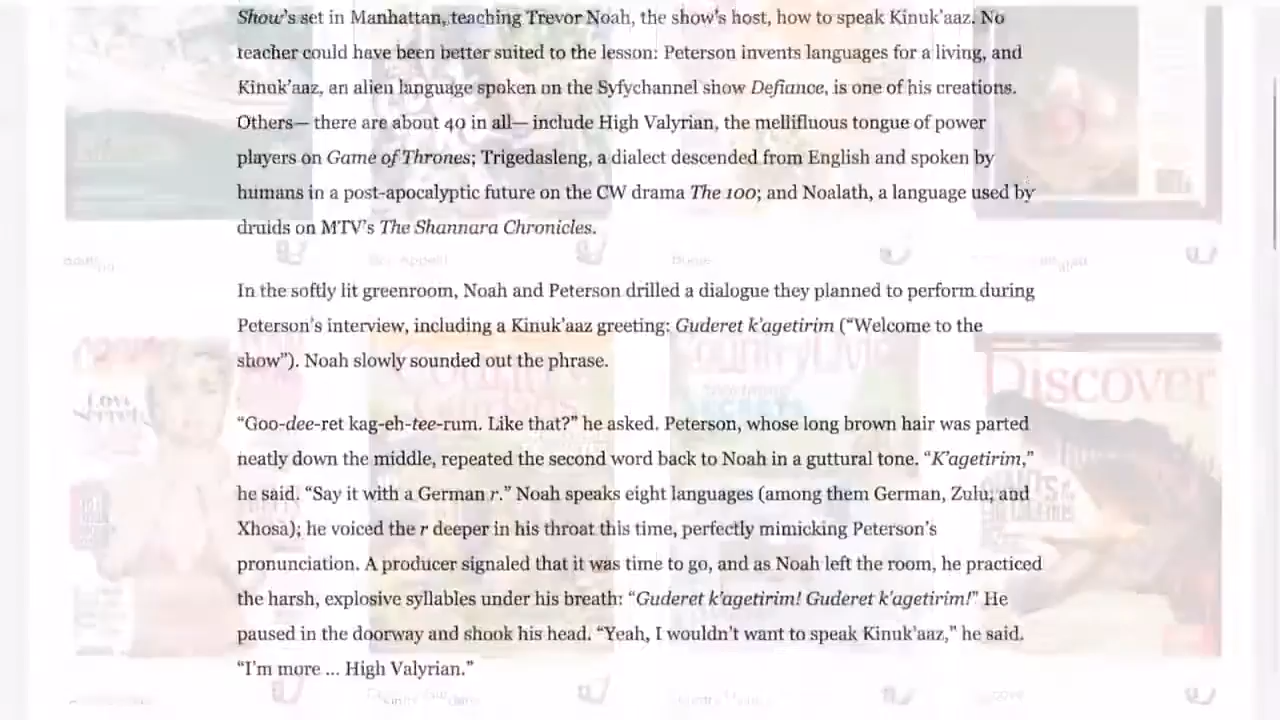 Show's set in Manhattan, teaching Trevor Noah, the show's host, how to speak Kinuk'aaz. No
teacher could have been better suited to the lesson: Peterson invents languages for a living, and
Kinuk'aaz, an alien language spoken on the Syfychannel show Defiance, is one of his creations.
Others— there are about 40 in all— include High Valyrian, the mellifluous tongue of power
players on Game of Thrones; Trigedasleng, a dialect descended from English and spoken by
humans in a post-apocalyptic future on the CW drama The 100; and Noalath, a language used by
druids on MTV's The Shannara Chronicles.
In the softly lit greenroom, Noah and Peterson drilled a dialogue they planned to perform during
Peterson's interview, including a Kinuk'aaz greeting: Guderet k'agetirim (“Welcome to the
show”). Noah slowly sounded out the phrase.
“Goo-dee-ret kag-eh-tee-rum. Like that?” he asked. Peterson, whose long brown hair was parted
neatly down the middle, repeated the second word back to Noah in a guttural tone. “K'agetirim,”
he said. “Say it with a German r.” Noah speaks eight languages (among them German, Zulu, and
Xhosa); he voiced the r deeper in his throat this time, perfectly mimicking Peterson's
pronunciation. A producer signaled that it was time to go, and as Noah left the room, he practiced
the harsh, explosive syllables under his breath: “Guderet k'agetirim! Guderet k'agetirim!” He
paused in the doorway and shook his head. “Yeah, I wouldn't want to speak Kinuk'aaz,” he said.
“I'm more ... High Valyrian.”
Discover